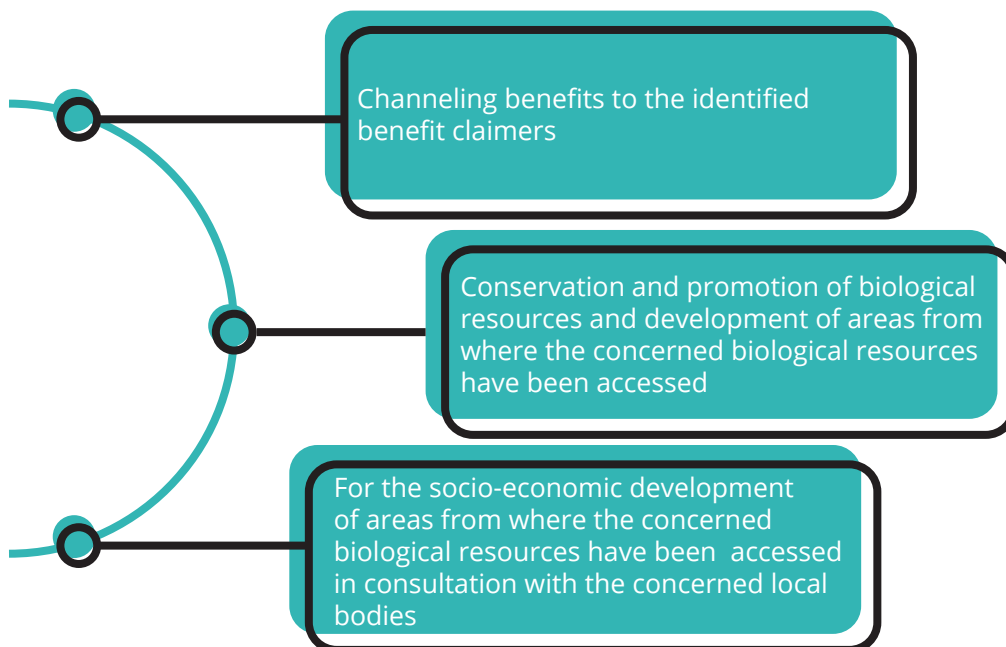 Channeling benefits to the identified
benefit claimers
Conservation and promotion of biological
resources and development of areas from
where the concerned biological resources
have been accessed
For the socio-economic development
of areas from where the concerned
biological resources have been  accessed
in consultation with the concerned local
bodies